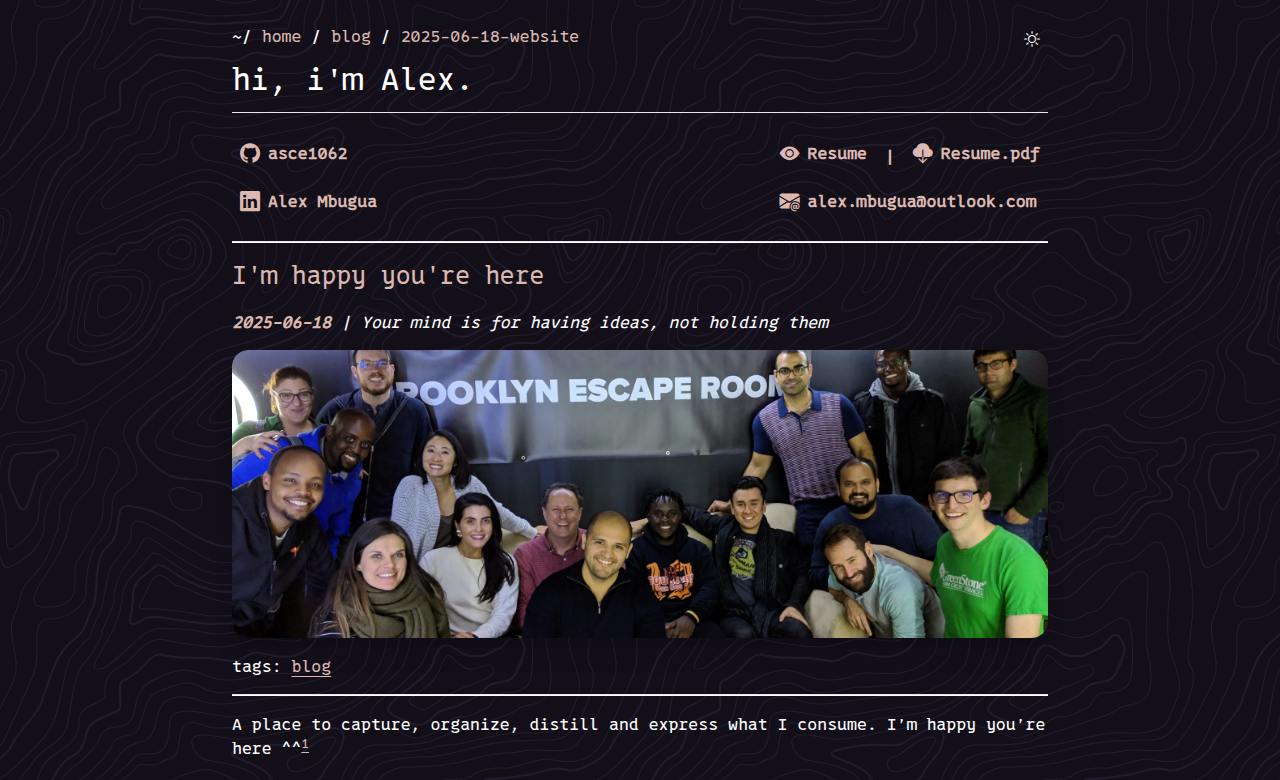 ~/ home / blog / 2025-06-18-website
hi, i'm Alex.
asce1062
Resume | Resume.pdf
Alex Mbugua
alex.mbugua@outlook.com
I'm happy you're here
2025-06-18 | Your mind is for having ideas, not holding them
ROOKLYN ESCAPE ROOM
GreenStone
tags: blog
A place to capture, organize, distill and express what I consume. I'm happy you're
here ^^1